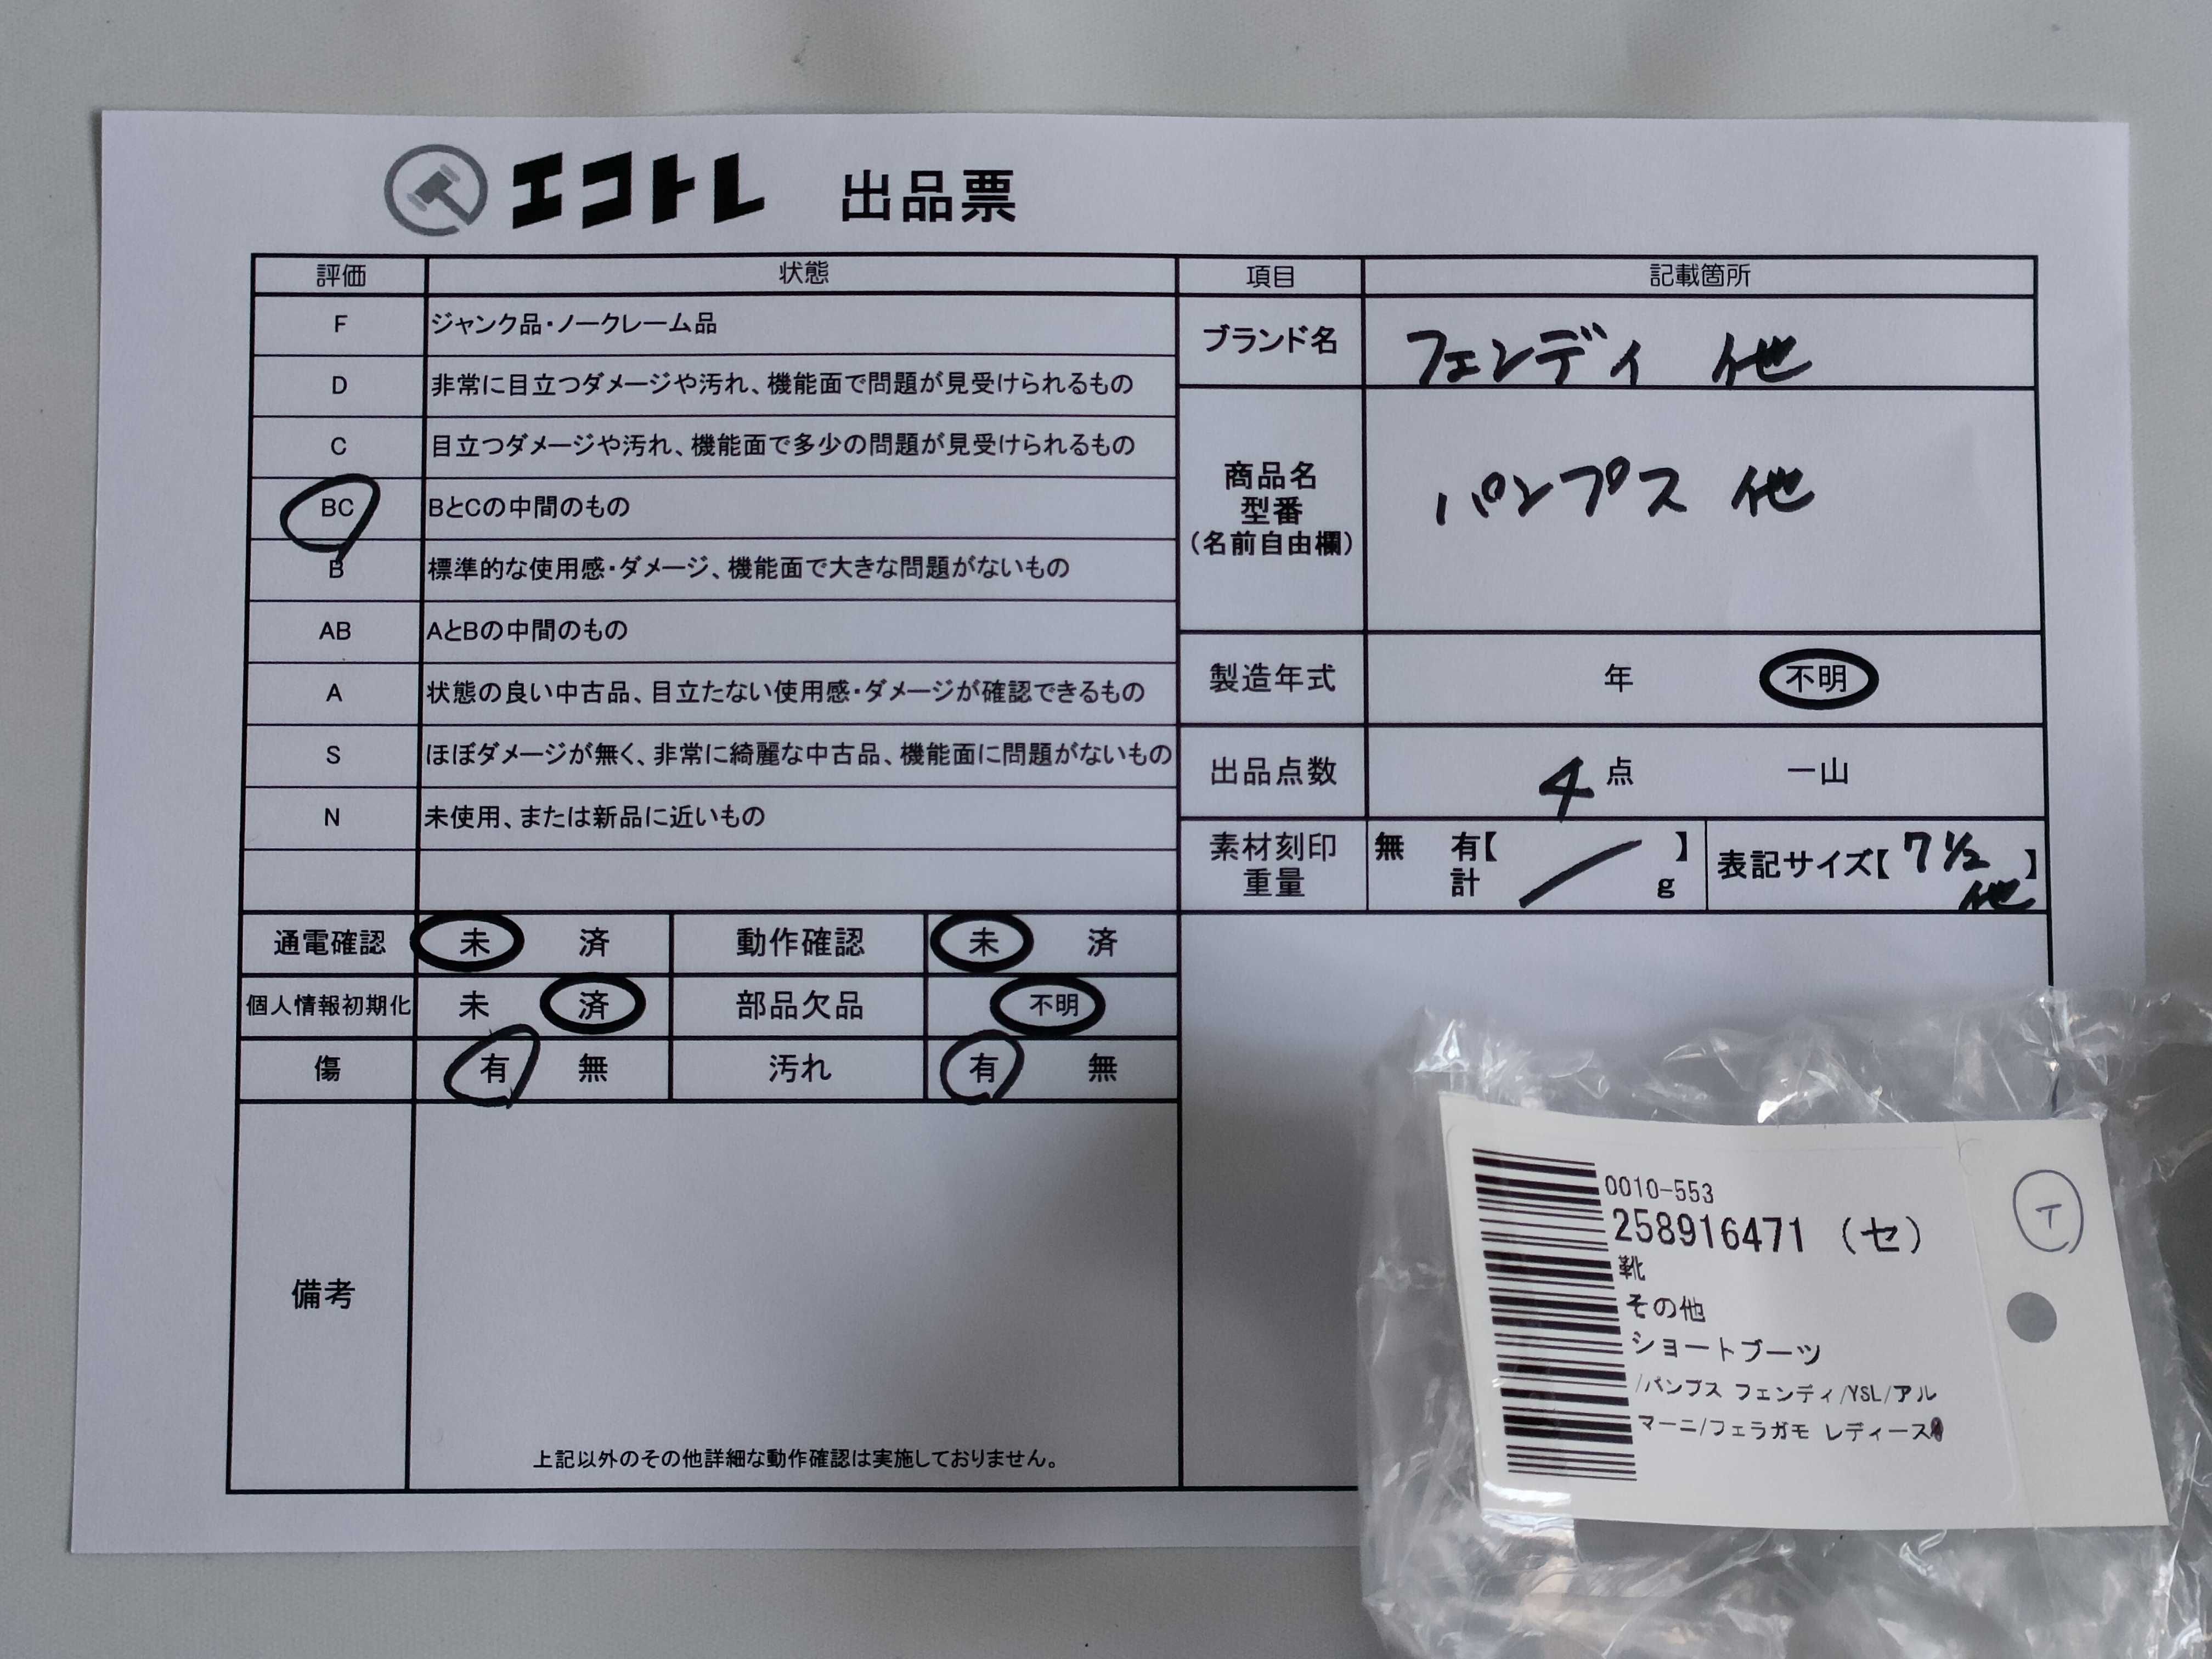 エコトレ 出品票
評価 状態 項目 記載箇所
F ジャンク品・ノークレーム品
D 非常に目立つダメージや汚れ、機能面で問題が見受けられるもの
C 目立つダメージや汚れ、機能面で多少の問題が見受けられるもの
BC BとCの中間のもの
B 標準的な使用感・ダメージ、機能面で大きな問題がないもの
AB AとBの中間のもの
A 状態の良い中古品、目立たない使用感・ダメージが確認できるもの
S ほぼダメージが無く、非常に綺麗な中古品、機能面に問題がないもの
N 未使用、または新品に近いもの
ブランド名 フェンディ 他
商品名
型番
(名前自由欄)
パンプス 他
製造年式 年 不明
出品点数 4 点 一山
素材刻印 無 有【 】
重量 計 g
表記サイズ【7 1/2 】
他
通電確認 未 済 動作確認 未 済
個人情報初期化 未 済 部品欠品 不明
傷 有 無 汚れ 有 無
備考
上記以外のその他詳細な動作確認は実施しておりません。
0010-553
258916471 (セ)
靴
その他
ショートブーツ
/パンプス フェンディ/YSL/アル
マーニ/フェラガモ レディース
T